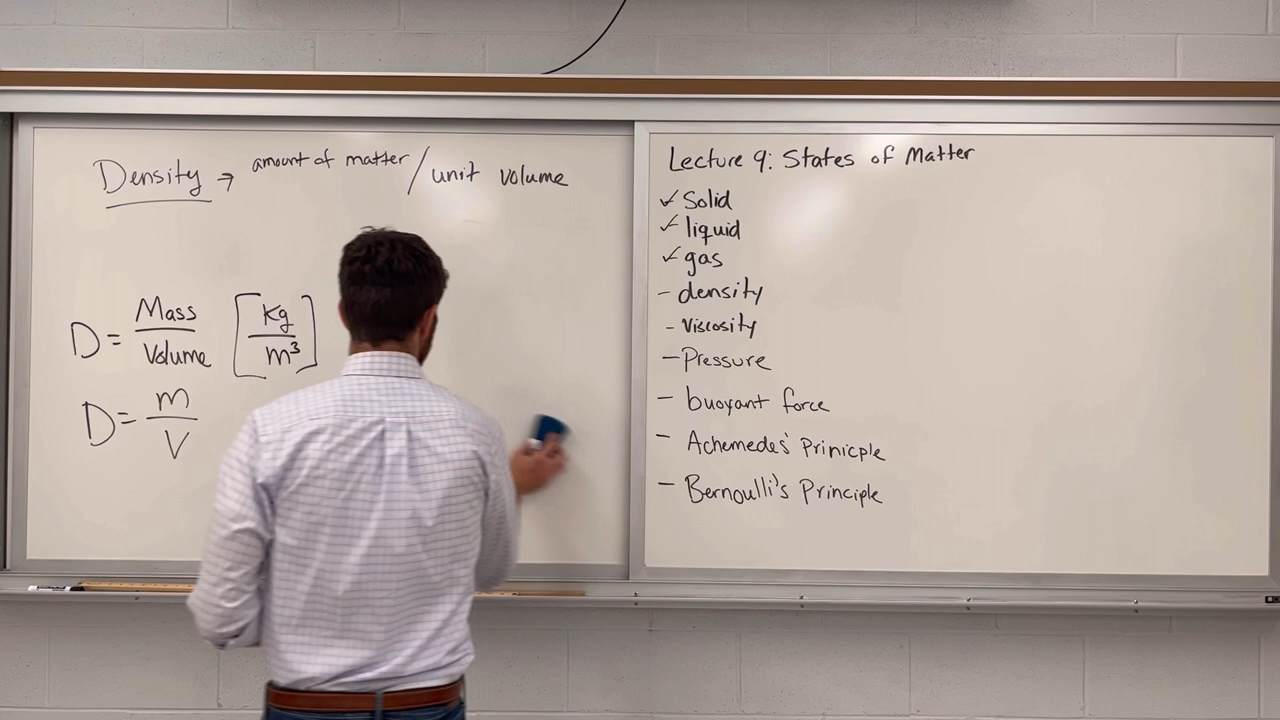 Density → amount of matter / unit volume
D = Mass / Volume [Kg / m³]
D = m / V
Lecture 9: States of Matter
✓ Solid
✓ liquid
✓ gas
- density
- viscosity
- Pressure
- buoyant force
- Achemedes' Prinicple
- Bernoulli's Principle